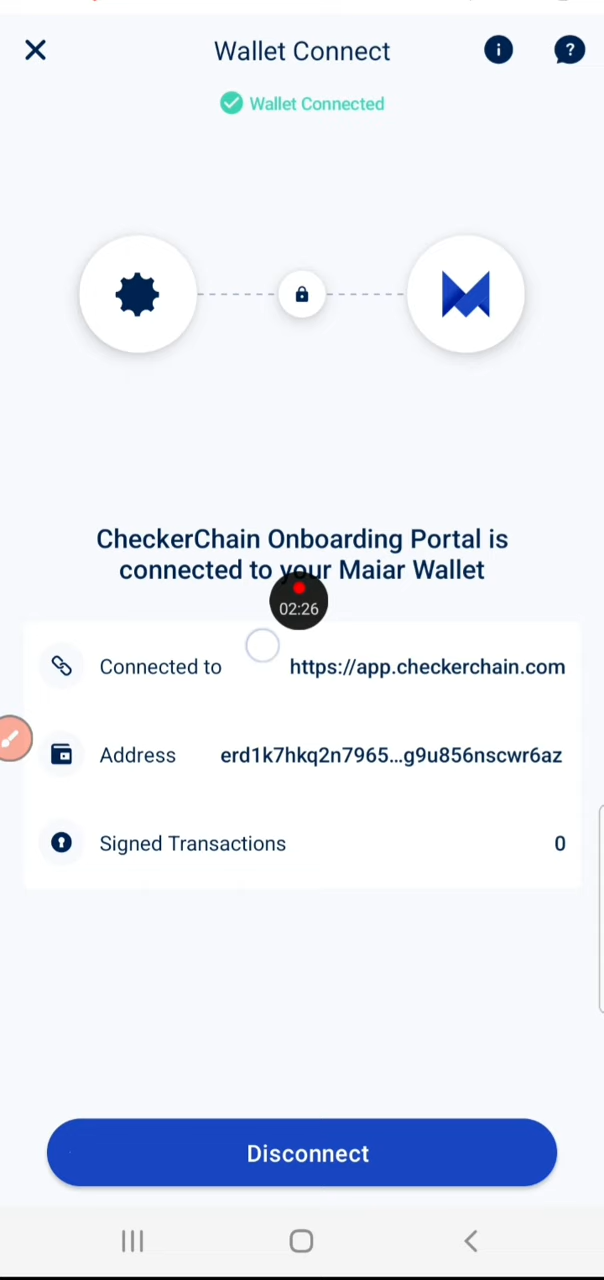 Wallet Connect
Wallet Connected
CheckerChain Onboarding Portal is
connected to your Maiar Wallet
02:26
Connected to https://app.checkerchain.com
Address erd1k7hkq2n7965...g9u856nscwr6az
Signed Transactions 0
Disconnect